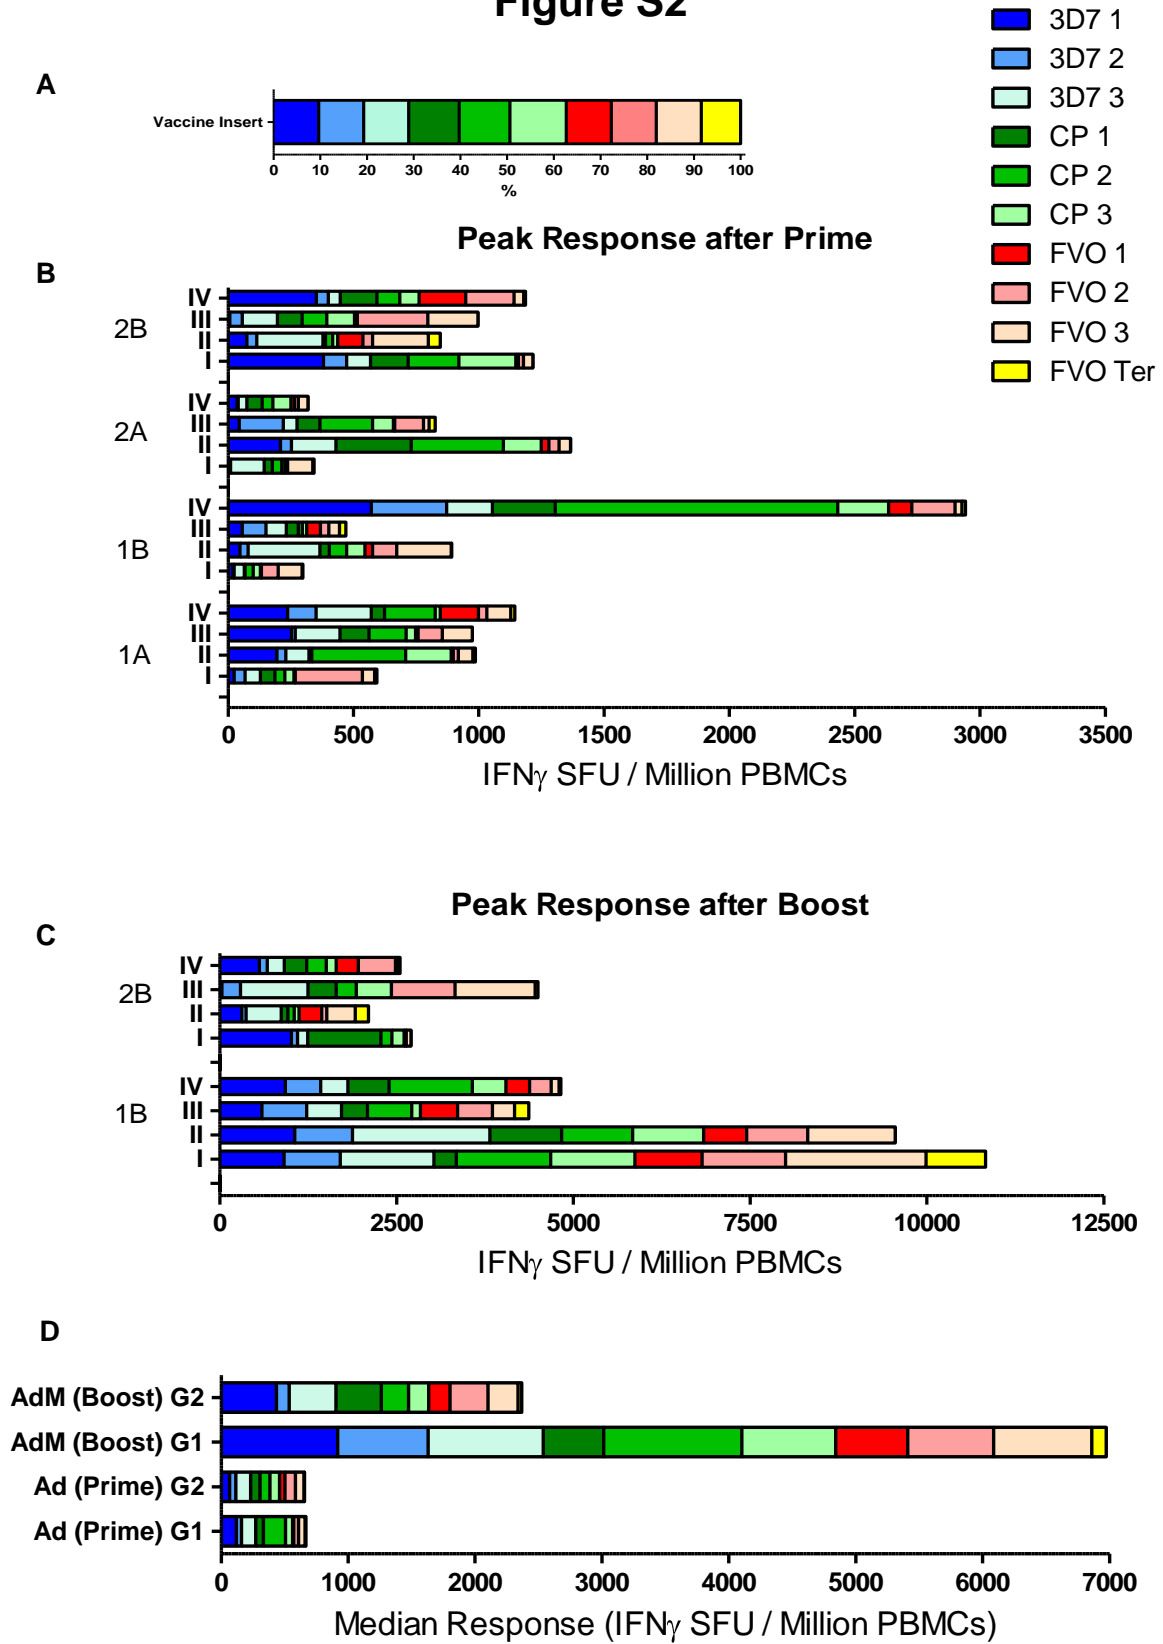 Figure S2
3D7 1
3D7 2
3D7 3
CP 1
CP 2
CP 3
FVO 1
FVO 2
FVO 3
FVO Ter
A
Vaccine Insert
0 10 20 30 40 50 60 70 80 90 100
%
Peak Response after Prime
B
2B
IV
III
II
I
2A
IV
III
II
I
1B
IV
III
II
I
1A
IV
III
II
I
0 500 1000 1500 2000 2500 3000 3500
IFNγ SFU / Million PBMCs
Peak Response after Boost
C
2B
IV
III
II
I
1B
IV
III
II
I
0 2500 5000 7500 10000 12500
IFNγ SFU / Million PBMCs
D
AdM (Boost) G2
AdM (Boost) G1
Ad (Prime) G2
Ad (Prime) G1
0 1000 2000 3000 4000 5000 6000 7000
Median Response (IFNγ SFU / Million PBMCs)